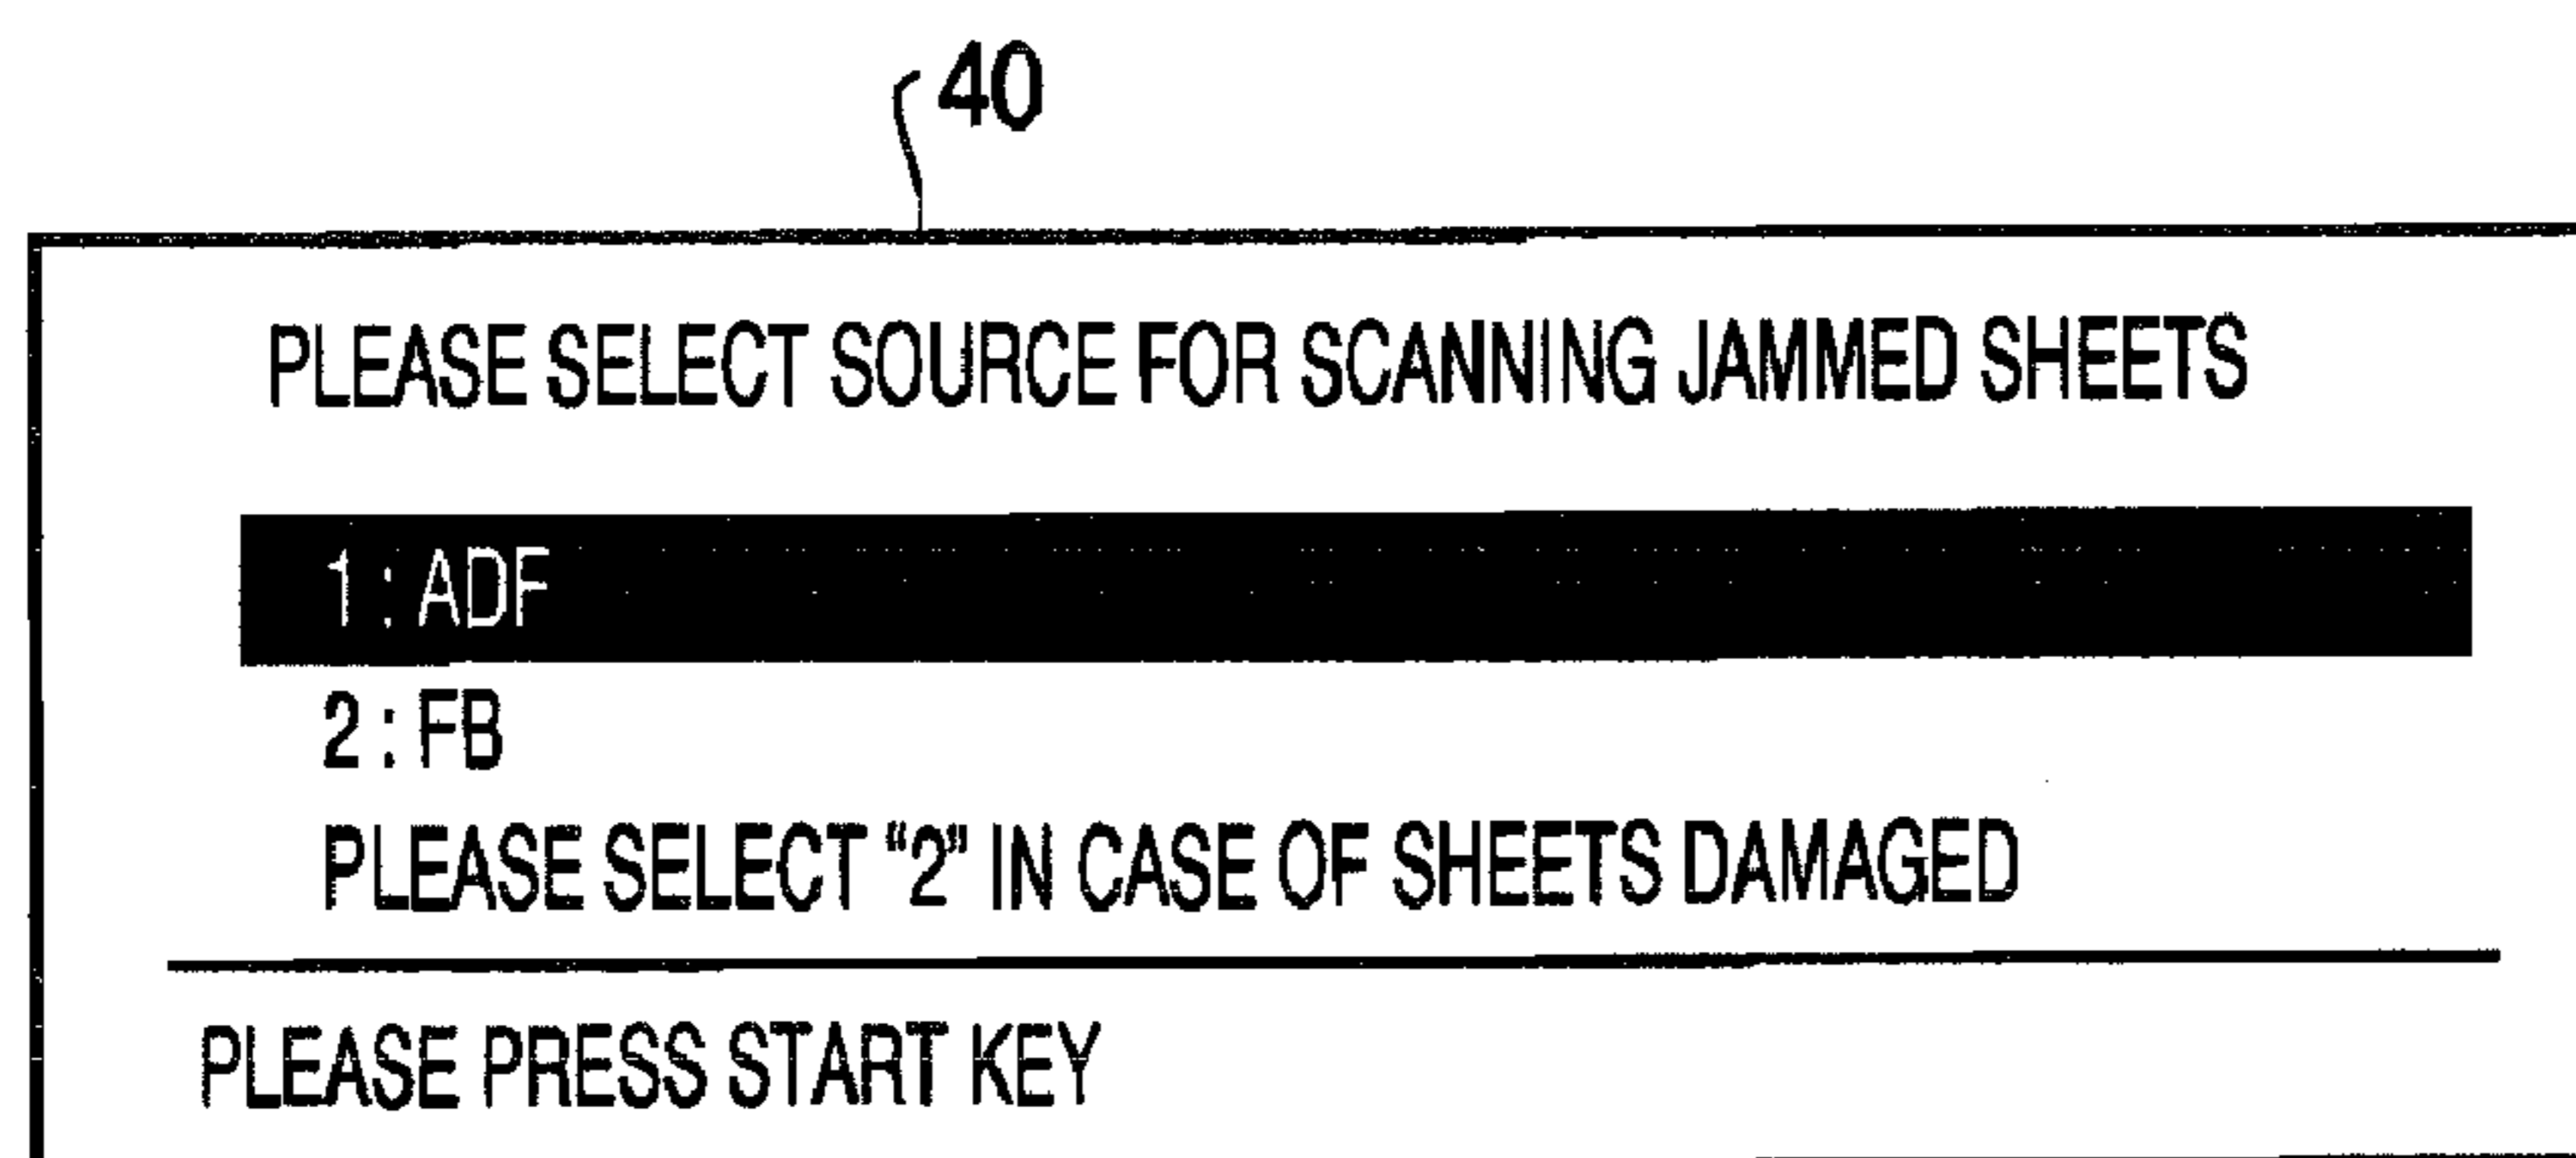 40
PLEASE SELECT SOURCE FOR SCANNING JAMMED SHEETS
1 : ADF
2 : FB
PLEASE SELECT “2” IN CASE OF SHEETS DAMAGED
PLEASE PRESS START KEY